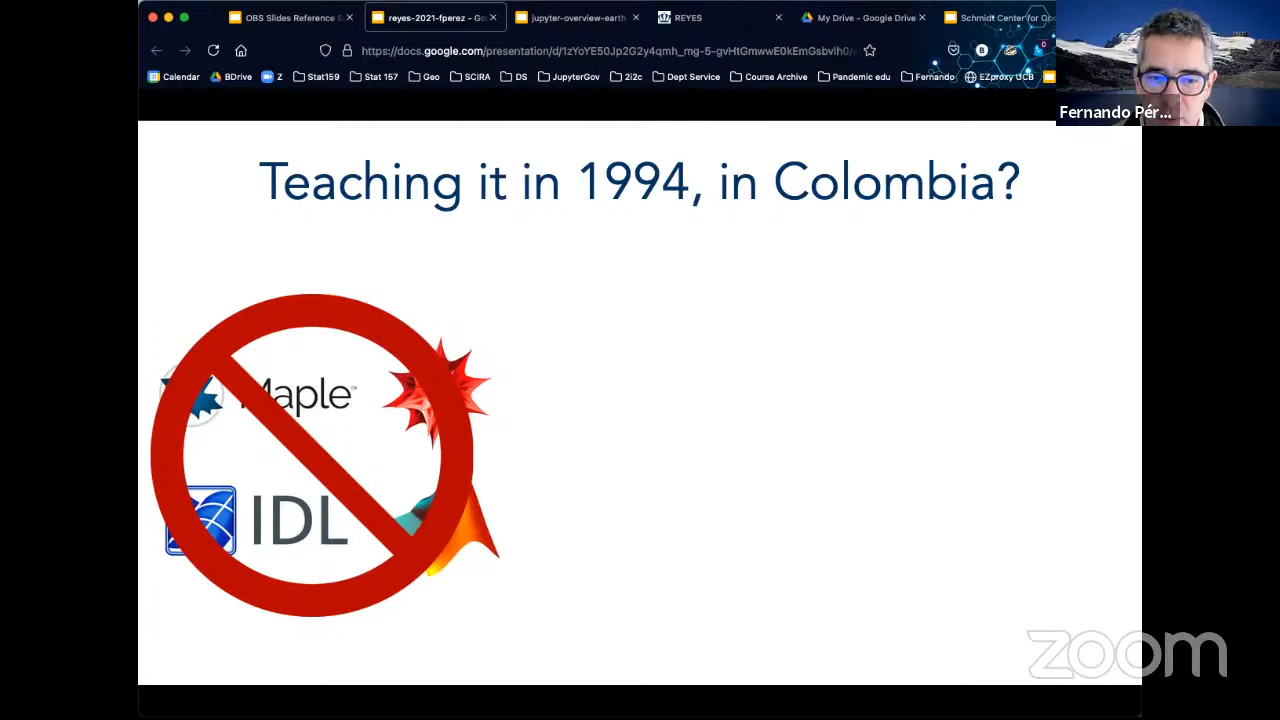 OBS Slides Reference S
reyes-2021-fperez - Go
jupyter-overview-earth
REYES
My Drive - Google Drive
Schmidt Center for
https://docs.google.com/presentation/d/1zYoYE50Jp2G2y4qmh_mg-5-gvHtGmwwE0kEmGsbvlh0/
Calendar
BDrive
Z
Stat159
Stat 157
Geo
SCIRA
DS
JupyterGov
2i2c
Dept Service
Course Archive
Pandemic edu
Fernando
EZproxy UCB
Fernando Pér...
Teaching it in 1994, in Colombia?
Maple™
IDL
zoom